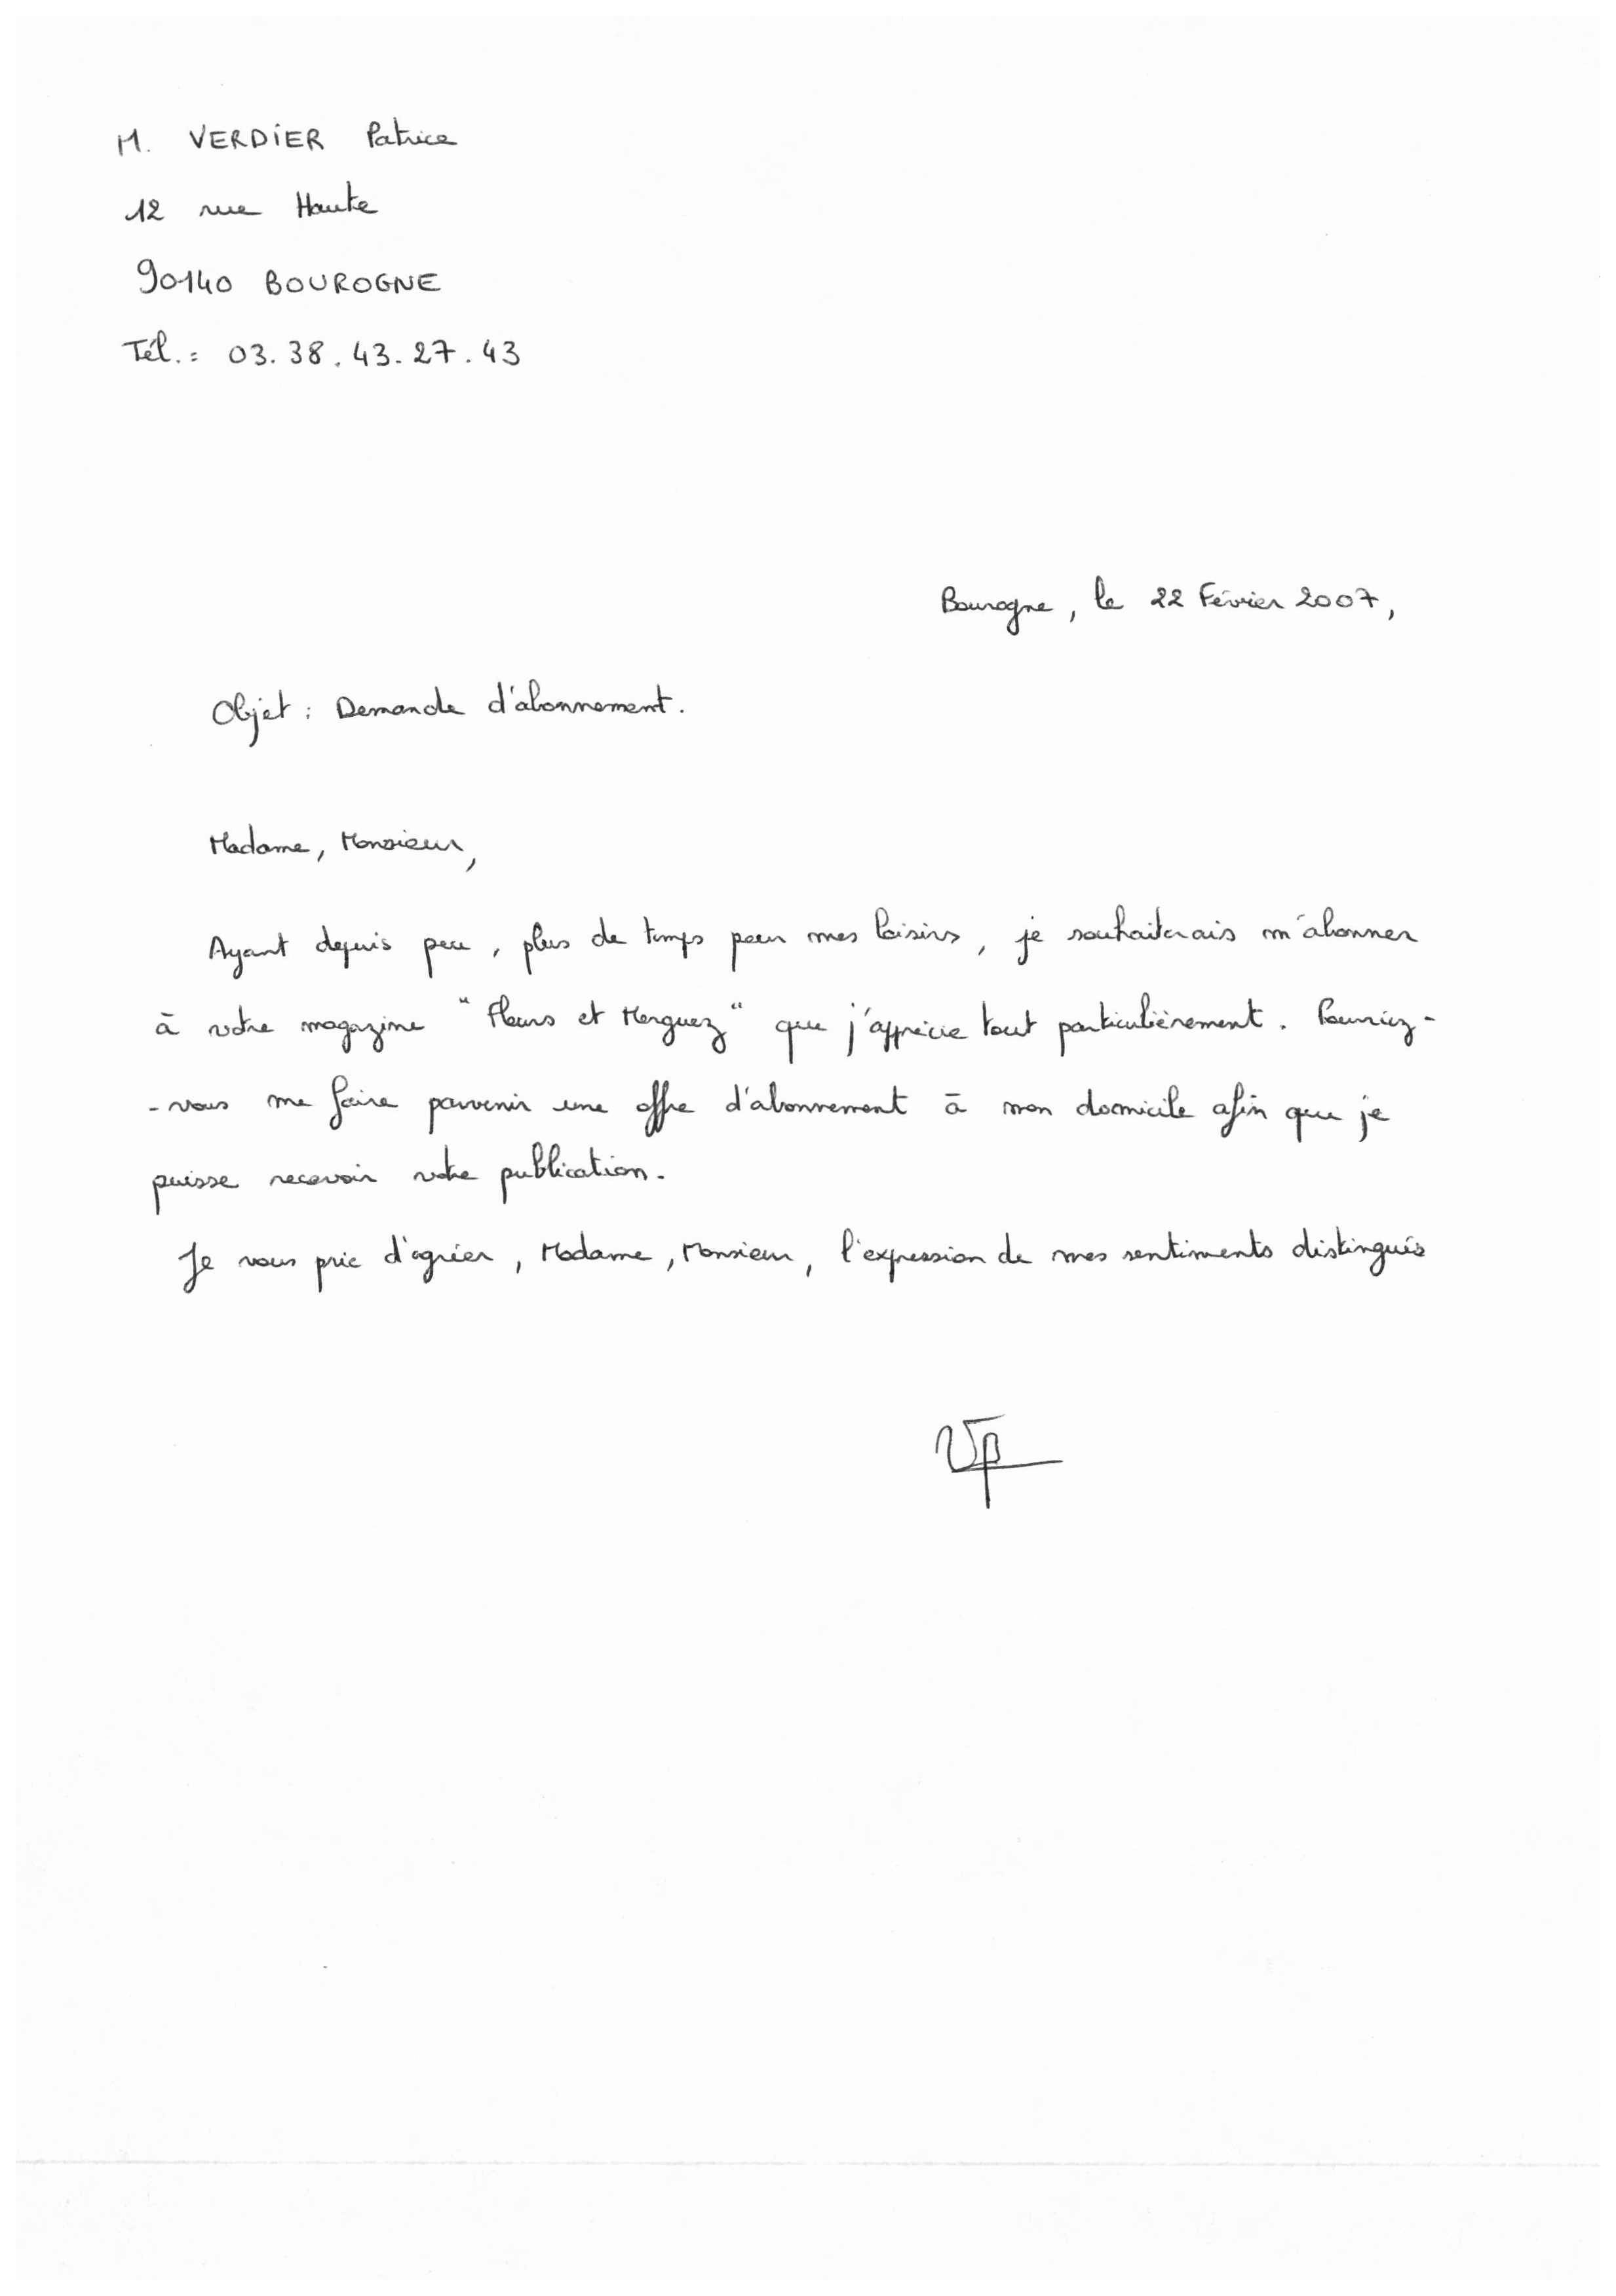 M. VERDIER Patrice
12 rue Haute
90140 BOUROGNE
Tél.: 03.38.43.27.43
Bourogne, le 22 Février 2007,
Objet : Demande d'abonnement.
Madame, Monsieur,
Ayant depuis peu, plus de temps pour mes loisirs, je souhaiterais m'abonner
à votre magazine "Fleurs et Merguez" que j'apprécie tout particulièrement. Pourriez-
-vous me faire parvenir une offre d'abonnement à mon domicile afin que je
puisse recevoir votre publication.
Je vous prie d'agréer, Madame, Monsieur, l'expression de mes sentiments distingués
VP